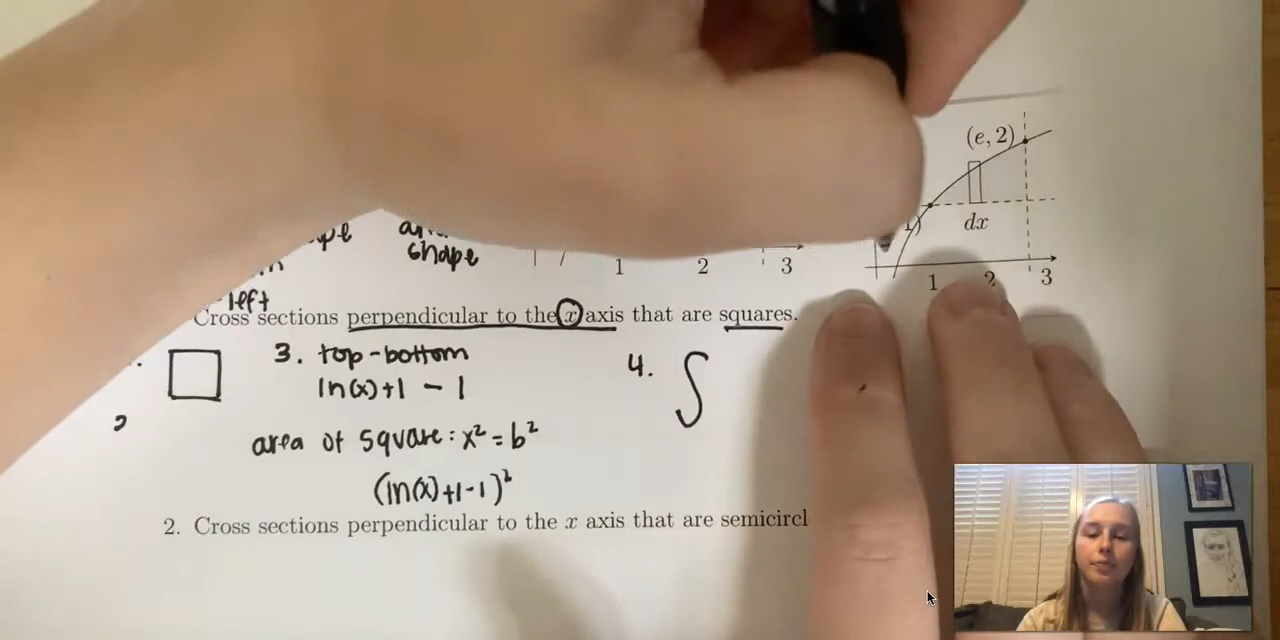 (e, 2)
dx
shape
1 2 3
1 2 3
left
Cross sections perpendicular to the x axis that are squares.
3. top-bottom
ln(x)+1 - 1
4. ∫
area of square: x² = b²
(ln(x)+1-1)²
2. Cross sections perpendicular to the x axis that are semicircl